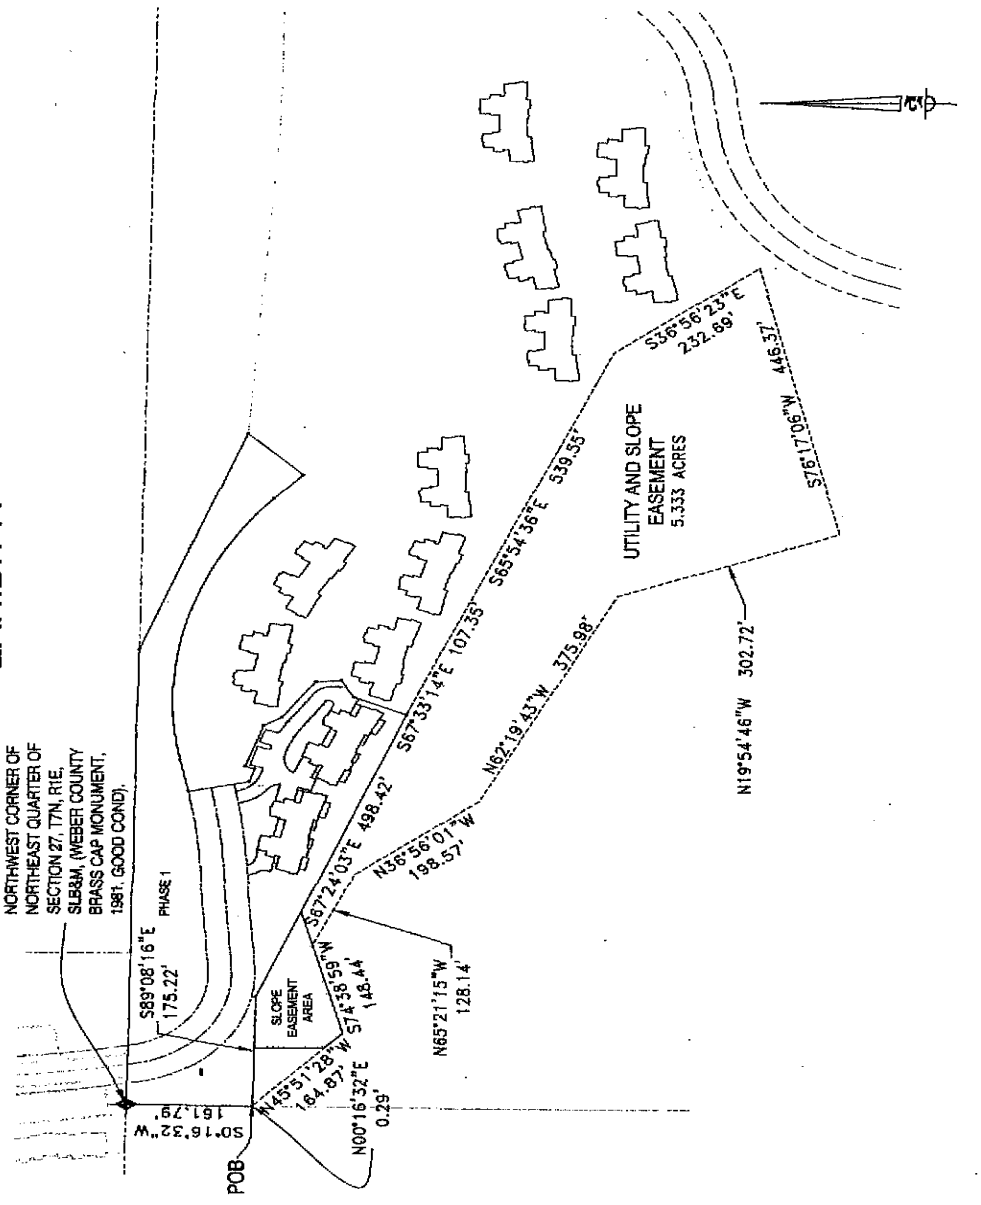 NORTHWEST CORNER OF
NORTHEAST QUARTER OF
SECTION 27, T7N, R1E,
SLB&M, (WEBER COUNTY
BRASS CAP MONUMENT,
1981, GOOD COND).
S89°08'16"E
175.22'
PHASE 1
S0°16'32"W
161.79'
POB
SLOPE
EASEMENT
AREA
N45°51'28"W
164.87'
N00°16'32"E
0.29'
S74°38'59"W
148.44'
N65°21'15"W
128.14'
S67°24'03"E 498.42'
N36°56'01"W
198.57'
S67°33'14"E 107.35'
N62°19'43"W 375.98'
S65°54'36"E 539.55'
N19°54'46"W 302.72'
UTILITY AND SLOPE
EASEMENT
5.333 ACRES
S36°56'23"E
232.69'
S76°17'06"W 446.37'